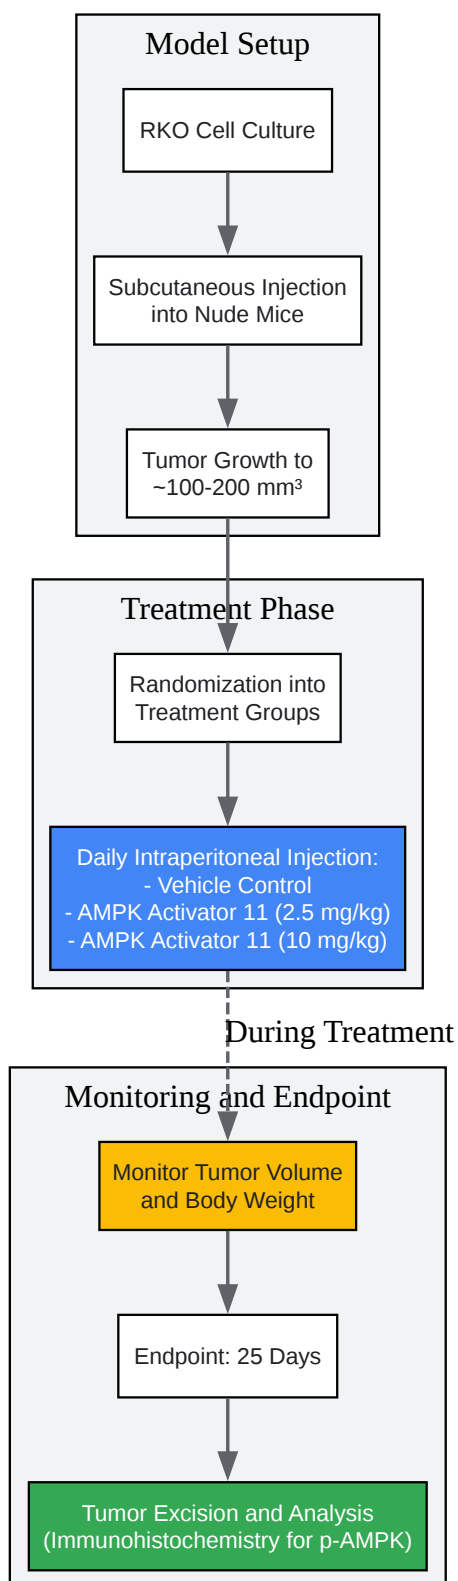 Model Setup
RKO Cell Culture
Subcutaneous Injection
into Nude Mice
Tumor Growth to
~100-200 mm³
Treatment Phase
Randomization into
Treatment Groups
Daily Intraperitoneal Injection:
- Vehicle Control
- AMPK Activator 11 (2.5 mg/kg)
- AMPK Activator 11 (10 mg/kg)
During Treatment
Monitoring and Endpoint
Monitor Tumor Volume
and Body Weight
Endpoint: 25 Days
Tumor Excision and Analysis
(Immunohistochemistry for p-AMPK)